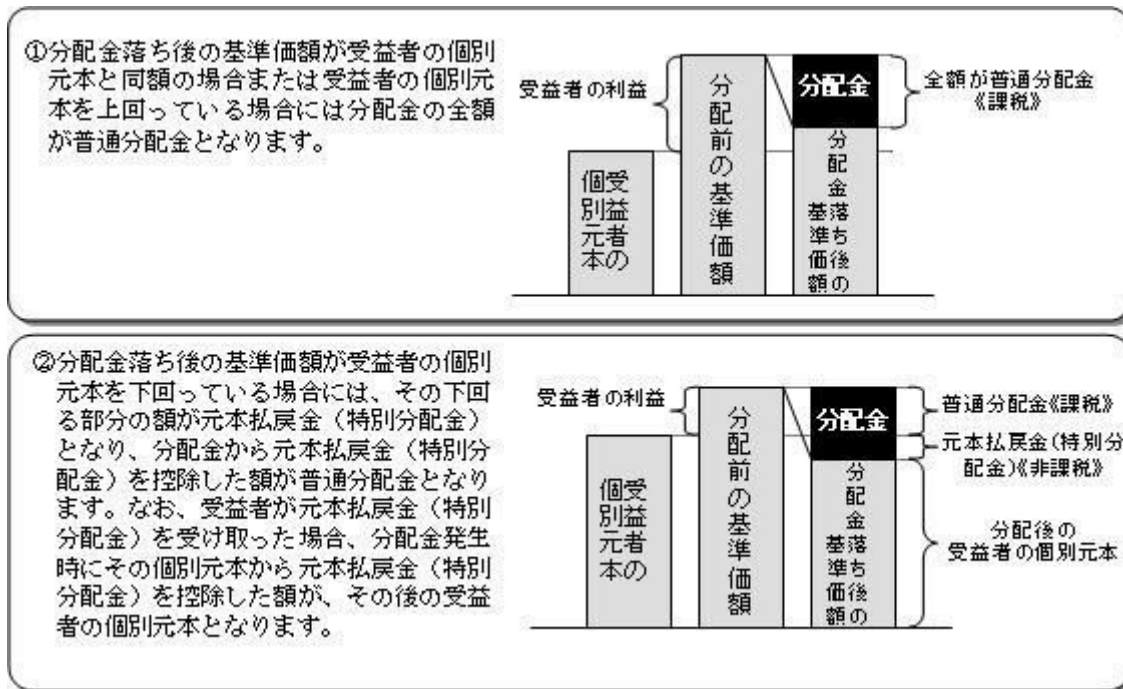 ①分配金落ち後の基準価額が受益者の個別
元本と同額の場合または受益者の個別元
本を上回っている場合には分配金の全額
が普通分配金となります。
受益者の利益
受益者の
個別元本
分配前の基準価額
分配金
分配金落ち後の
基準価額
全額が普通分配金
《課税》
②分配金落ち後の基準価額が受益者の個別
元本を下回っている場合には、その下回
る部分の額が元本払戻金（特別分配金）
となり、分配金から元本払戻金（特別分
配金）を控除した額が普通分配金となり
ます。なお、受益者が元本払戻金（特別
分配金）を受け取った場合、分配金発生
時にその個別元本から元本払戻金（特別
分配金）を控除した額が、その後の受益
者の個別元本となります。
受益者の利益
受益者の
個別元本
分配前の基準価額
分配金
分配金落ち後の
基準価額
普通分配金《課税》
元本払戻金（特別分
配金）《非課税》
分配後の
受益者の個別元本